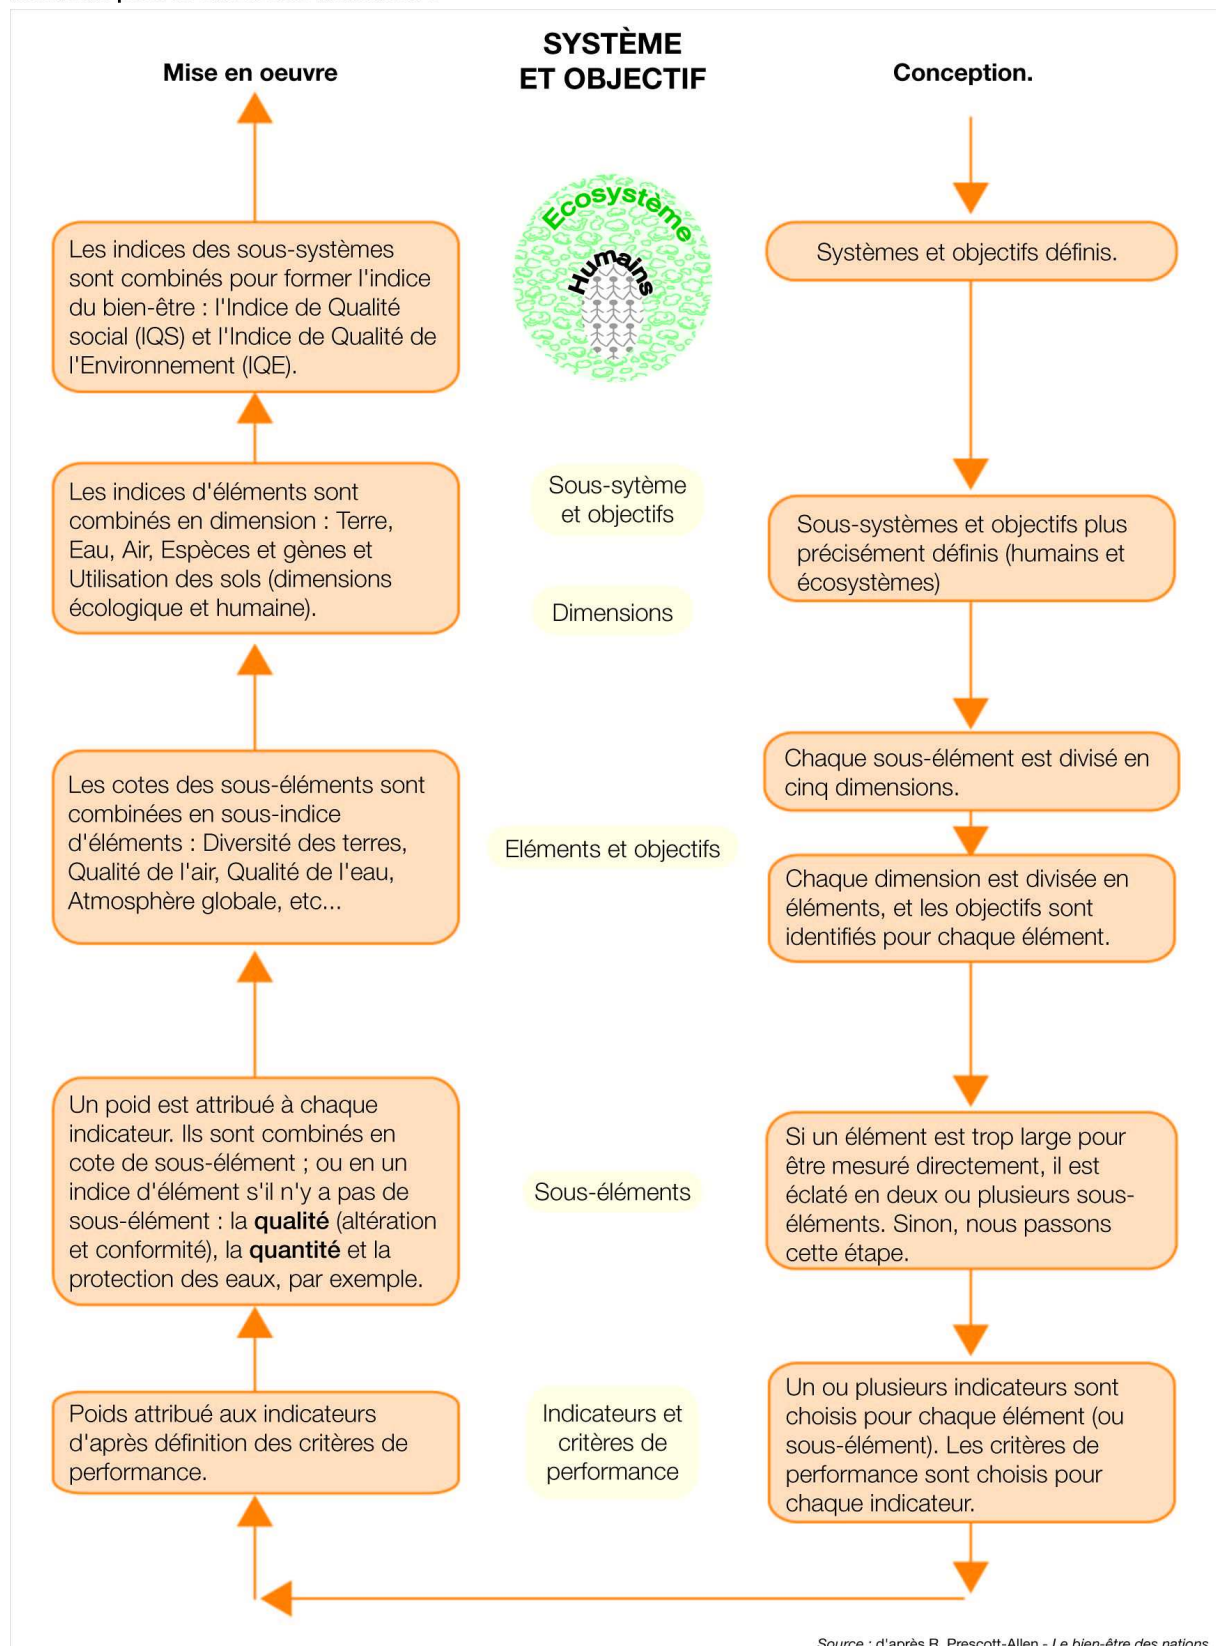 SYSTÈME
ET OBJECTIF
Mise en oeuvre
Conception.
Ecosystème
Humains
Les indices des sous-systèmes
sont combinés pour former l'indice
du bien-être : l'Indice de Qualité
social (IQS) et l'Indice de Qualité de
l'Environnement (IQE).
Systèmes et objectifs définis.
Les indices d'éléments sont
combinés en dimension : Terre,
Eau, Air, Espèces et gènes et
Utilisation des sols (dimensions
écologique et humaine).
Sous-sytème
et objectifs
Dimensions
Sous-systèmes et objectifs plus
précisément définis (humains et
écosystèmes)
Chaque sous-élément est divisé en
cinq dimensions.
Les cotes des sous-éléments sont
combinées en sous-indice
d'éléments : Diversité des terres,
Qualité de l'air, Qualité de l'eau,
Atmosphère globale, etc...
Eléments et objectifs
Chaque dimension est divisée en
éléments, et les objectifs sont
identifiés pour chaque élément.
Un poid est attribué à chaque
indicateur. Ils sont combinés en
cote de sous-élément ; ou en un
indice d'élément s'il n'y a pas de
sous-élément : la qualité (altération
et conformité), la quantité et la
protection des eaux, par exemple.
Sous-éléments
Si un élément est trop large pour
être mesuré directement, il est
éclaté en deux ou plusieurs sous-
éléments. Sinon, nous passons
cette étape.
Poids attribué aux indicateurs
d'après définition des critères de
performance.
Indicateurs et
critères de
performance
Un ou plusieurs indicateurs sont
choisis pour chaque élément (ou
sous-élément). Les critères de
performance sont choisis pour
chaque indicateur.
Source : d'après R. Prescott-Allen - Le bien-être des nations